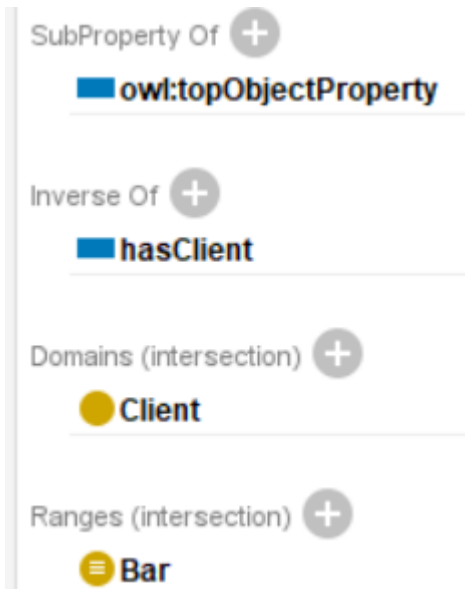 SubProperty Of
owl:topObjectProperty
Inverse Of
hasClient
Domains (intersection)
Client
Ranges (intersection)
Bar